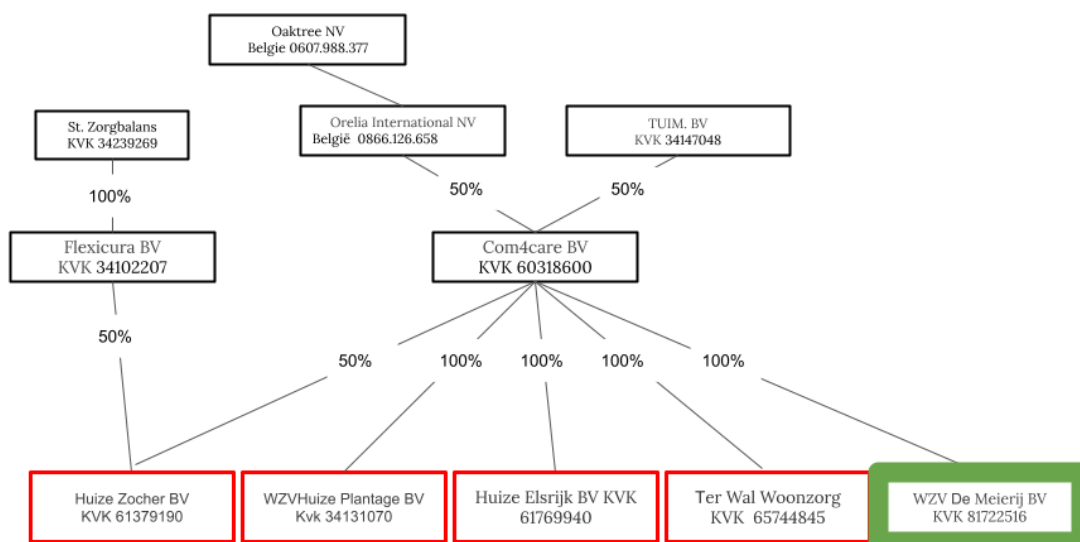 Oaktree NV
Belgie 0607.988.377
St. Zorgbalans
KVK 34239269
Orelia International NV
België 0866.126.658
TUIM. BV
KVK 34147048
100%
50%
50%
Flexicura BV
KVK 34102207
Com4care BV
KVK 60318600
50%
50%
100%
100%
100%
100%
Huize Zocher BV
KVK 61379190
WZVHuize Plantage BV
Kvk 34131070
Huize Elsrijk BV KVK
61769940
Ter Wal Woonzorg
KVK 65744845
WZV De Meierij BV
KVK 81722516